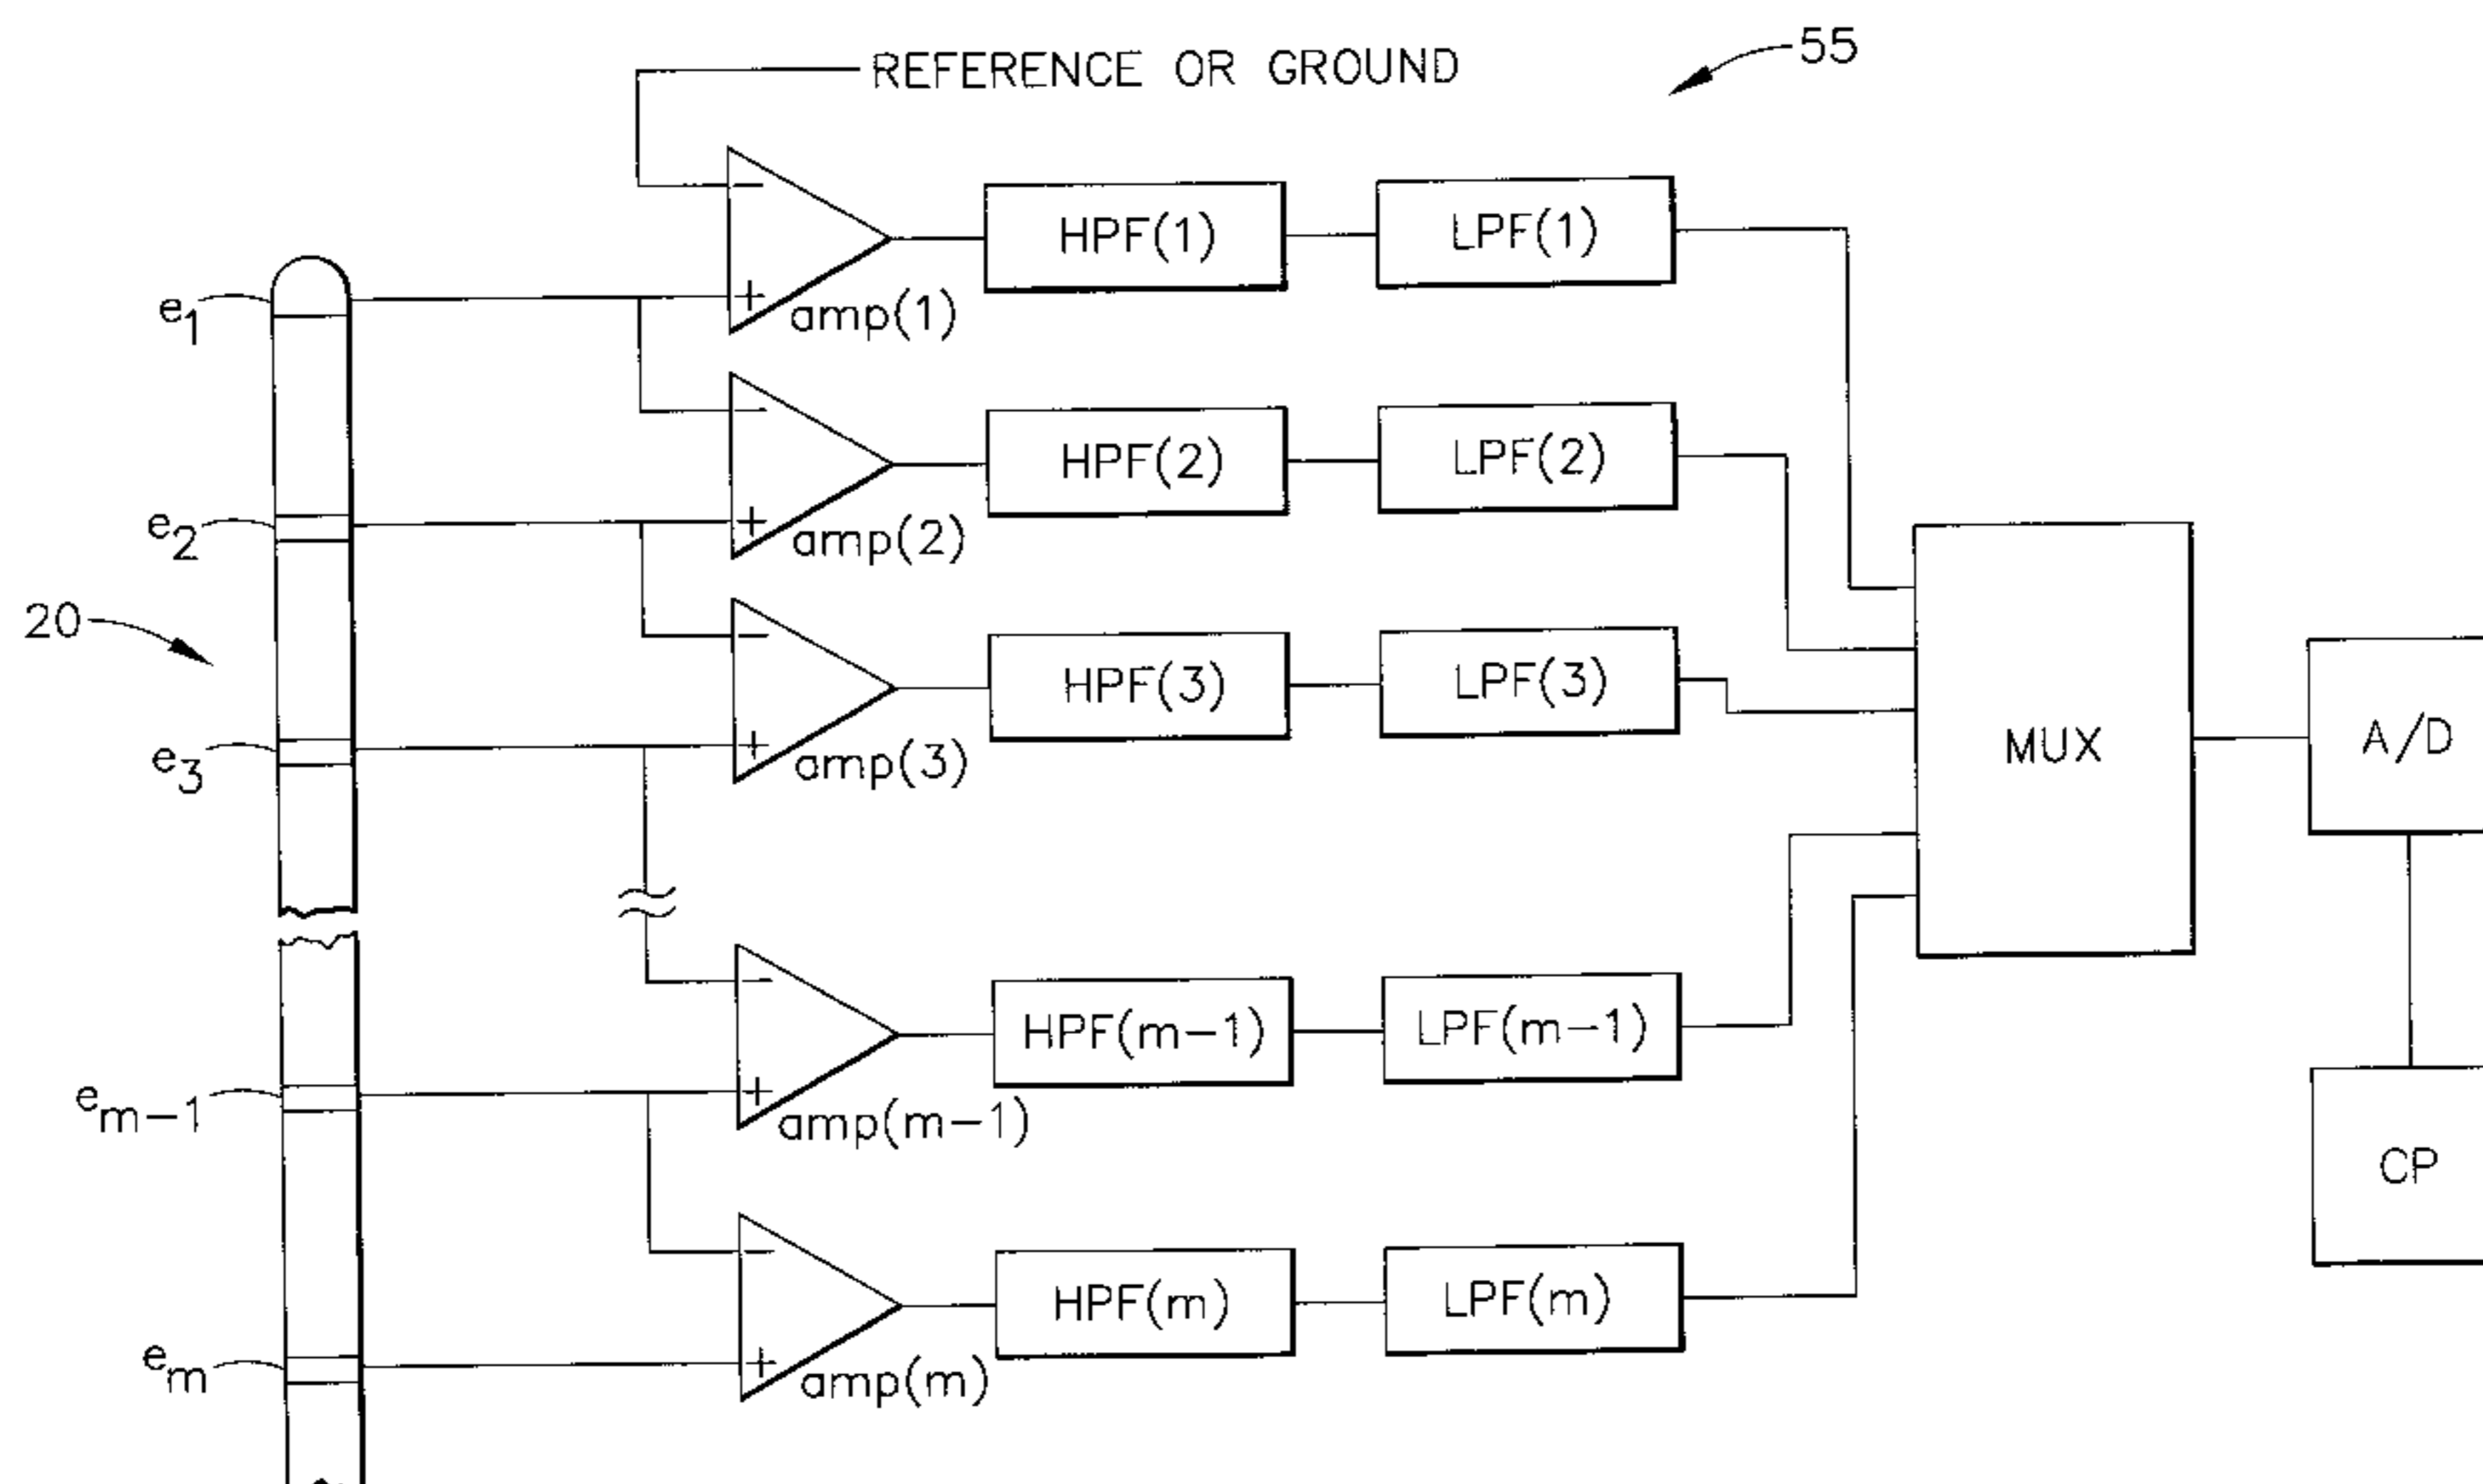 REFERENCE OR GROUND
55
HPF(1)
LPF(1)
e1
amp(1)
HPF(2)
LPF(2)
e2
amp(2)
20
HPF(3)
LPF(3)
e3
amp(3)
MUX
A/D
HPF(m-1)
LPF(m-1)
em-1
amp(m-1)
CP
HPF(m)
LPF(m)
em
amp(m)